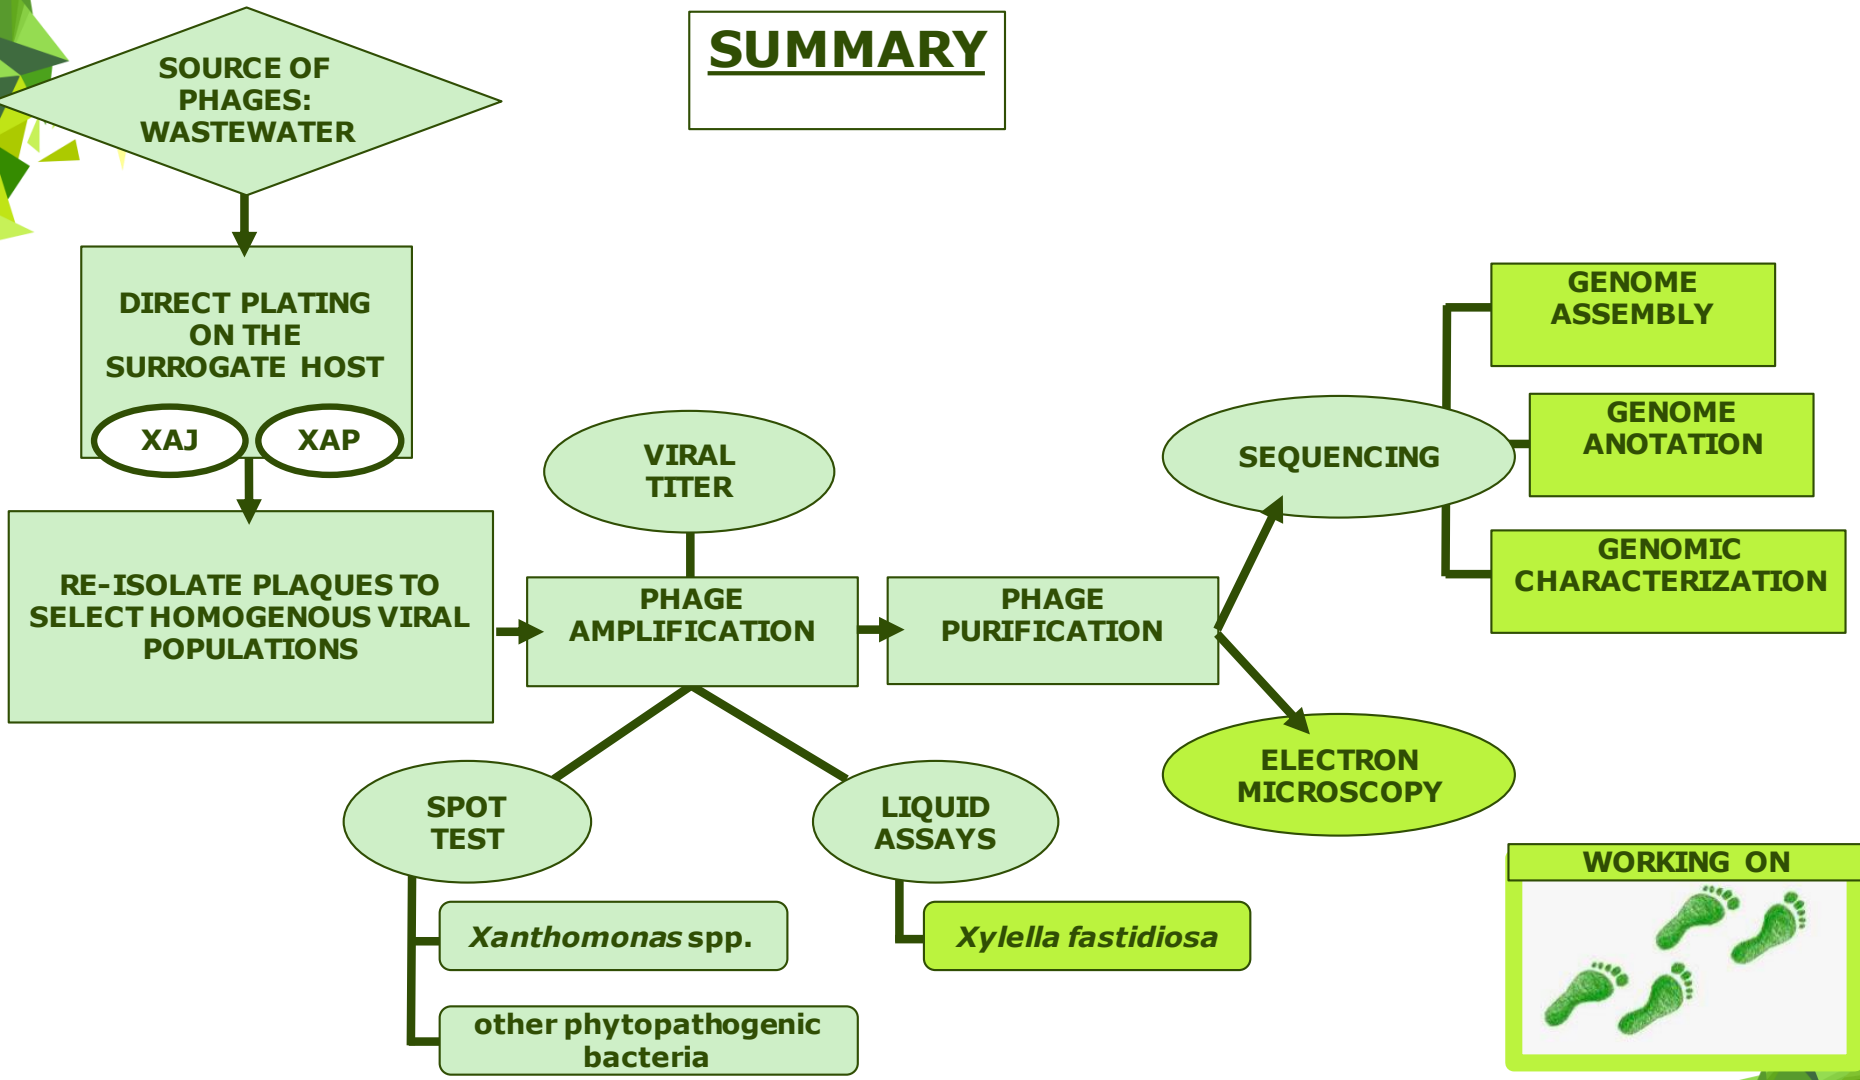 SUMMARY
SOURCE OF
PHAGES:
WASTEWATER
DIRECT PLATING
ON THE
SURROGATE HOST
XAJ
XAP
RE-ISOLATE PLAQUES TO
SELECT HOMOGENOUS VIRAL
POPULATIONS
VIRAL
TITER
PHAGE
AMPLIFICATION
SPOT
TEST
Xanthomonas spp.
other phytopathogenic
bacteria
LIQUID
ASSAYS
Xylella fastidiosa
PHAGE
PURIFICATION
SEQUENCING
GENOME
ASSEMBLY
GENOME
ANOTATION
GENOMIC
CHARACTERIZATION
ELECTRON
MICROSCOPY
WORKING ON